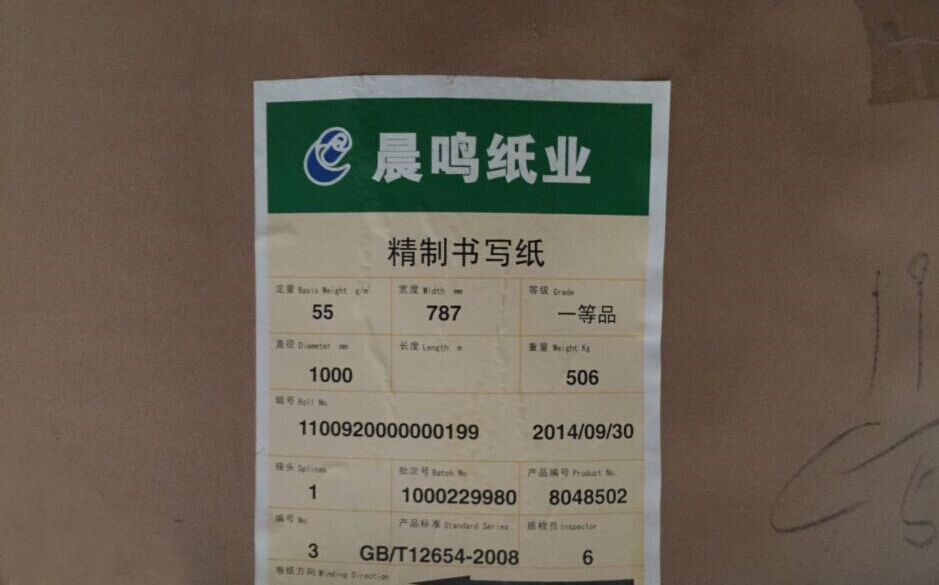 晨鸣纸业
精制书写纸
定量 Basis Weight g/m² 宽度 Width mm 等级 Grade
55 787 一等品
直径 Diameter mm 长度 Length m 重量 Weight Kg
1000 506
辊号 Roll No.
1100920000000199 2014/09/30
接头 Splices 批次号 Batch No. 产品编号 Product No.
1 1000229980 8048502
编号 No. 产品标准 Standard Series 质检员 Inspector
3 GB/T12654-2008 6
卷纸方向 Winding Direction